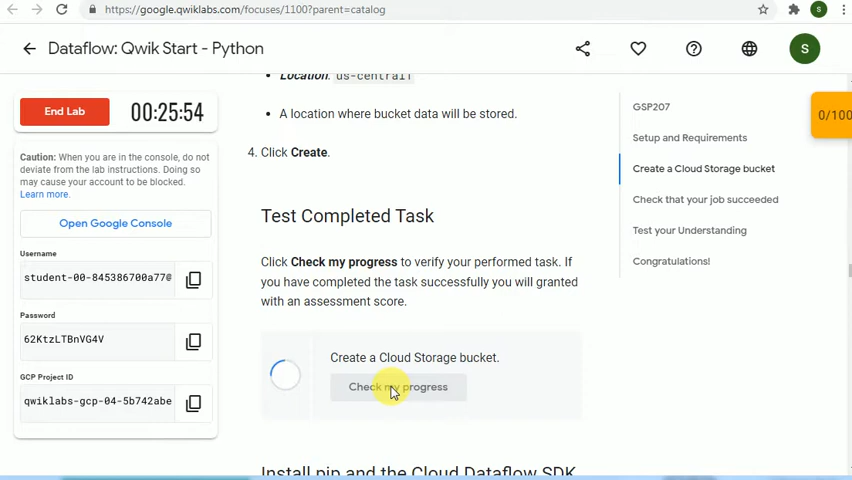 https://google.qwiklabs.com/focuses/1100?parent=catalog
S
Dataflow: Qwik Start - Python
S
End Lab
00:25:54
Caution: When you are in the console, do not
deviate from the lab instructions. Doing so
may cause your account to be blocked.
Learn more.
Open Google Console
Username
student-00-845386700a77@
Password
62KtzLTBnVG4V
GCP Project ID
qwiklabs-gcp-04-5b742abe
Location: us-central1
A location where bucket data will be stored.
4. Click Create.
Test Completed Task
Click Check my progress to verify your performed task. If
you have completed the task successfully you will granted
with an assessment score.
Create a Cloud Storage bucket.
Check my progress
Install pip and the Cloud Dataflow SDK
GSP207
Setup and Requirements
Create a Cloud Storage bucket
Check that your job succeeded
Test your Understanding
Congratulations!
0/100